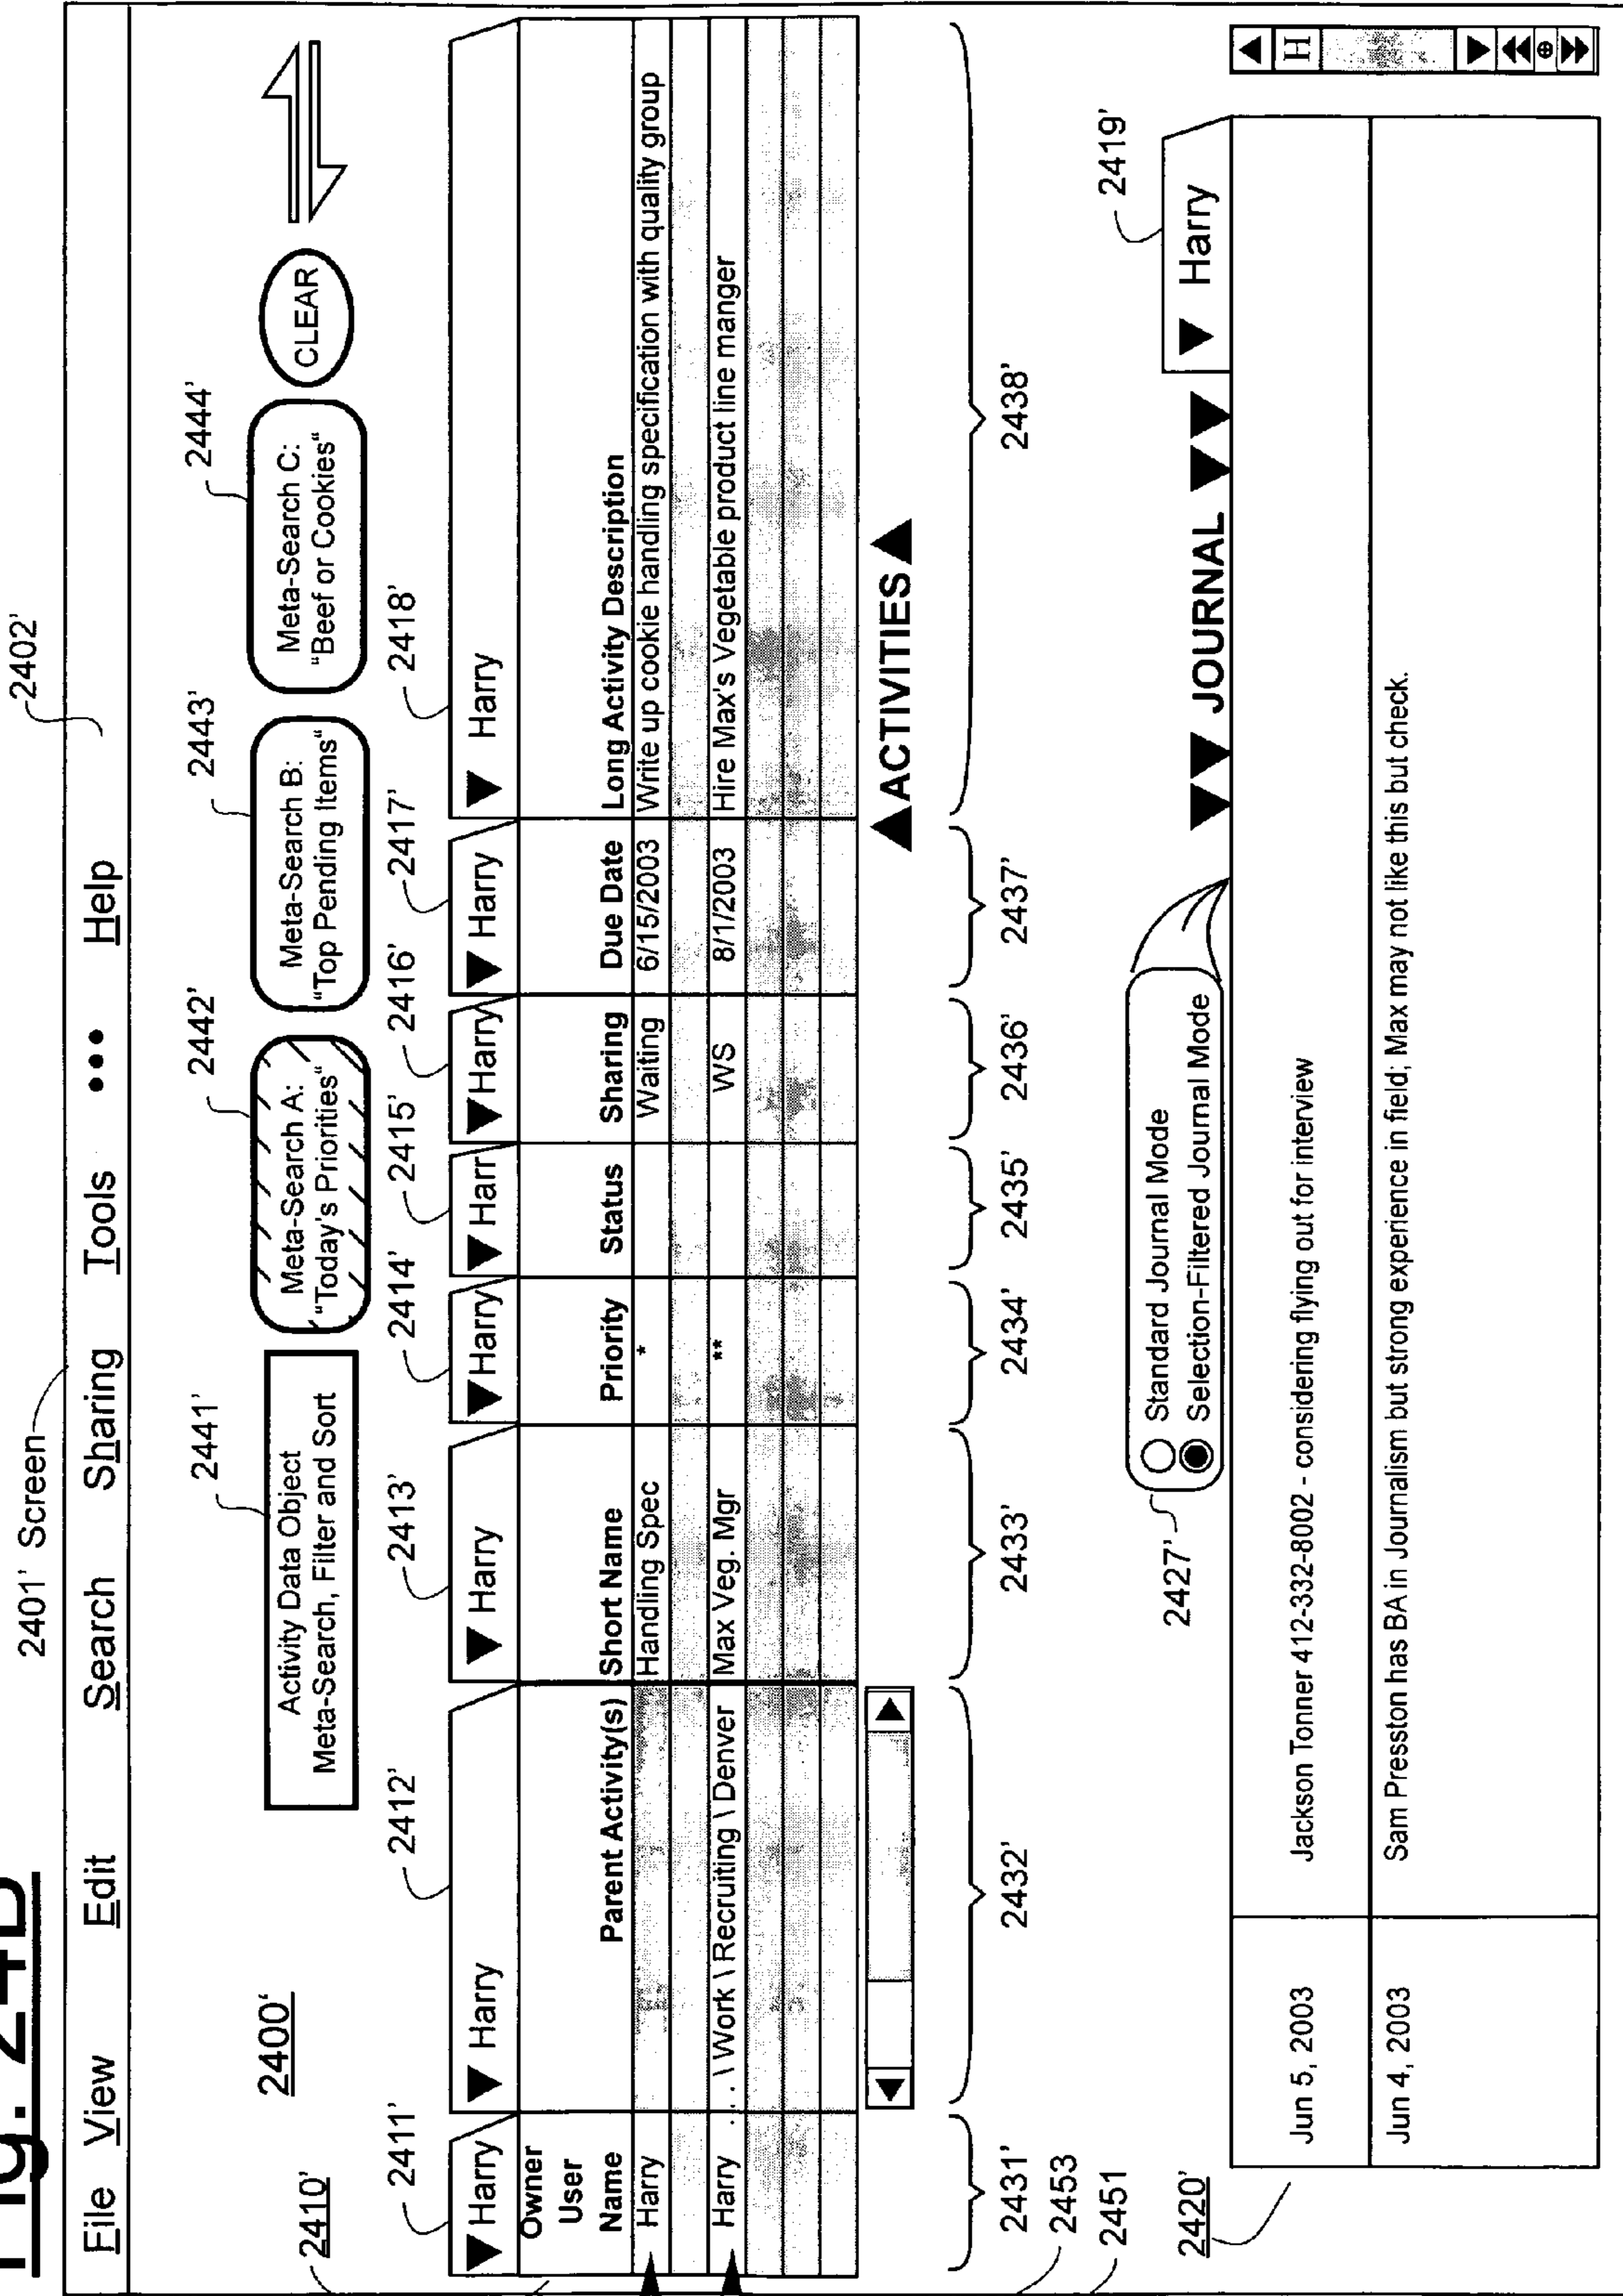 Fig. 24B
2401' Screen
2402'
File View Edit Search Sharing Tools ••• Help
2400'
2441'
2442'
2443'
2444'
Activity Data Object
Meta-Search, Filter and Sort
Meta-Search A:
"Today's Priorities"
Meta-Search B:
"Top Pending Items"
Meta-Search C:
"Beef or Cookies"
CLEAR
2410'
2411' 2412' 2413' 2414' 2415' 2416' 2417' 2418'
▼ Harry ▼ Harry ▼ Harry ▼ Harry ▼ Harr ▼ Harry ▼ Harry ▼ Harry
Owner
User
Name Parent Activity(s) Short Name Priority Status Sharing Due Date Long Activity Description
Harry Handling Spec * Waiting 6/15/2003 Write up cookie handling specification with quality group
Harry ... \ Work \ Recruiting \ Denver Max Veg. Mgr ** WS 8/1/2003 Hire Max's Vegetable product line manger
▲ ACTIVITIES ▲
2431' 2432' 2433' 2434' 2435' 2436' 2437' 2438'
2453
2451
2427'
Standard Journal Mode
Selection-Filtered Journal Mode
▼▼ JOURNAL ▼▼
▼ Harry
2419'
H
2420'
Jun 5, 2003 Jackson Tonner 412-332-8002 - considering flying out for interview
Jun 4, 2003 Sam Presston has BA in Journalism but strong experience in field; Max may not like this but check.